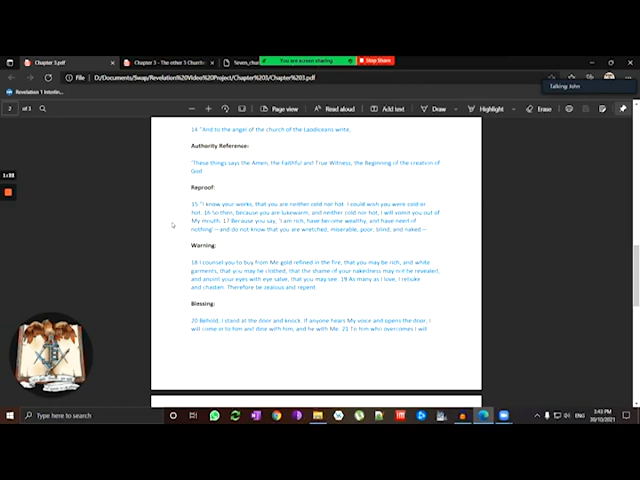 Chapter 3.pdf
Chapter 3 - The other 3 Church
Seven_chu
You are screen sharing
Stop Share
File
D:/Documents/Swap/Revelation%20Video%20Project/Chapter%203/Chapter%203.pdf
Revelation 1 Interlin...
Talking: John
2 of 3
Page view
Read aloud
Add text
Draw
Highlight
Erase
14 "And to the angel of the church of the Laodiceans write,
Authority Reference:
'These things says the Amen, the Faithful and True Witness, the Beginning of the creation of
God
Reproof:
15 "I know your works, that you are neither cold nor hot. I could wish you were cold or
hot. 16 So then, because you are lukewarm, and neither cold nor hot, I will vomit you out of
My mouth. 17 Because you say, 'I am rich, have become wealthy, and have need of
nothing'—and do not know that you are wretched, miserable, poor, blind, and naked—
Warning:
18 I counsel you to buy from Me gold refined in the fire, that you may be rich; and white
garments, that you may be clothed, that the shame of your nakedness may not be revealed;
and anoint your eyes with eye salve, that you may see. 19 As many as I love, I rebuke
and chasten. Therefore be zealous and repent.
Blessing:
20 Behold, I stand at the door and knock. If anyone hears My voice and opens the door, I
will come in to him and dine with him, and he with Me. 21 To him who overcomes I will
Type here to search
ENG
3:43 PM
30/10/2021